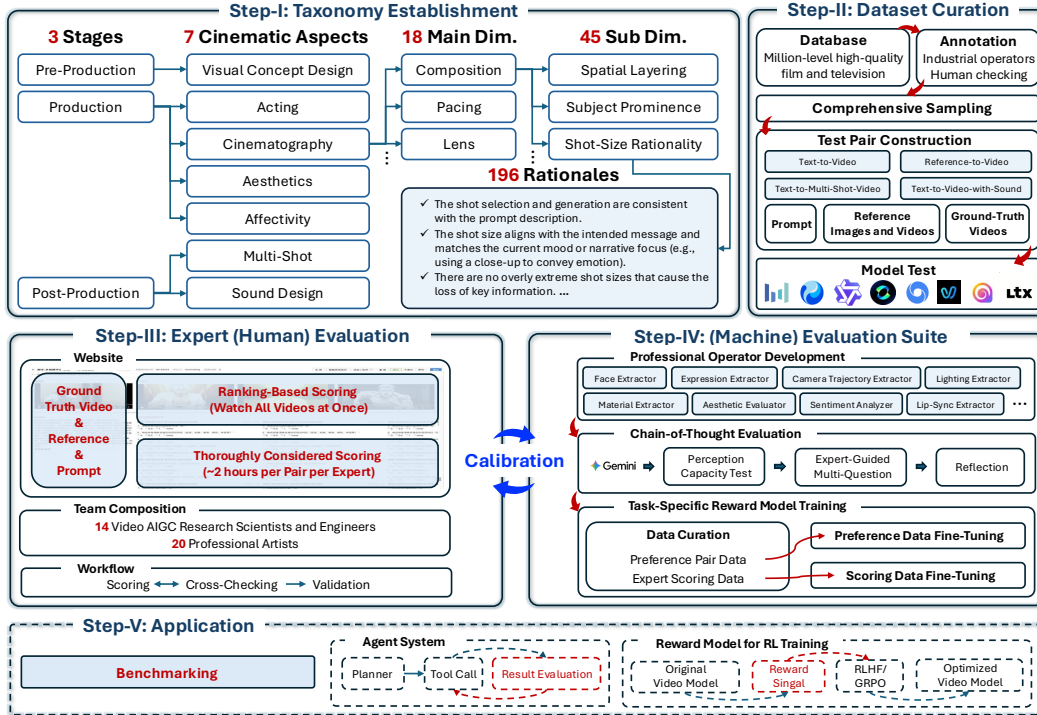 Step-I: Taxonomy Establishment
3 Stages
7 Cinematic Aspects
18 Main Dim.
45 Sub Dim.
Pre-Production
Visual Concept Design
Composition
Spatial Layering
Production
Acting
Pacing
Subject Prominence
Cinematography
Lens
Shot-Size Rationality
Aesthetics
Affectivity
Multi-Shot
Post-Production
Sound Design
196 Rationales
✓ The shot selection and generation are consistent
with the prompt description.
✓ The shot size aligns with the intended message and
matches the current mood or narrative focus (e.g.,
using a close-up to convey emotion).
✓ There are no overly extreme shot sizes that cause the
loss of key information. ...
Step-II: Dataset Curation
Database
Million-level high-quality
film and television
Annotation
Industrial operators
Human checking
Comprehensive Sampling
Test Pair Construction
Text-to-Video
Reference-to-Video
Text-to-Multi-Shot-Video
Text-to-Video-with-Sound
Prompt
Reference
Images and Videos
Ground-Truth
Videos
Model Test
LTX
Step-III: Expert (Human) Evaluation
Website
Ground
Truth Video
&
Reference
&
Prompt
Ranking-Based Scoring
(Watch All Videos at Once)
Thoroughly Considered Scoring
(~2 hours per Pair per Expert)
Team Composition
14 Video AIGC Research Scientists and Engineers
20 Professional Artists
Workflow
Scoring
Cross-Checking
Validation
Calibration
Step-IV: (Machine) Evaluation Suite
Professional Operator Development
Face Extractor
Expression Extractor
Camera Trajectory Extractor
Lighting Extractor
Material Extractor
Aesthetic Evaluator
Sentiment Analyzer
Lip-Sync Extractor
...
Chain-of-Thought Evaluation
Gemini
Perception
Capacity Test
Expert-Guided
Multi-Question
Reflection
Task-Specific Reward Model Training
Data Curation
Preference Pair Data
Expert Scoring Data
Preference Data Fine-Tuning
Scoring Data Fine-Tuning
Step-V: Application
Benchmarking
Agent System
Planner
Tool Call
Result Evaluation
Reward Model for RL Training
Original
Video Model
Reward
Singal
RLHF/
GRPO
Optimized
Video Model